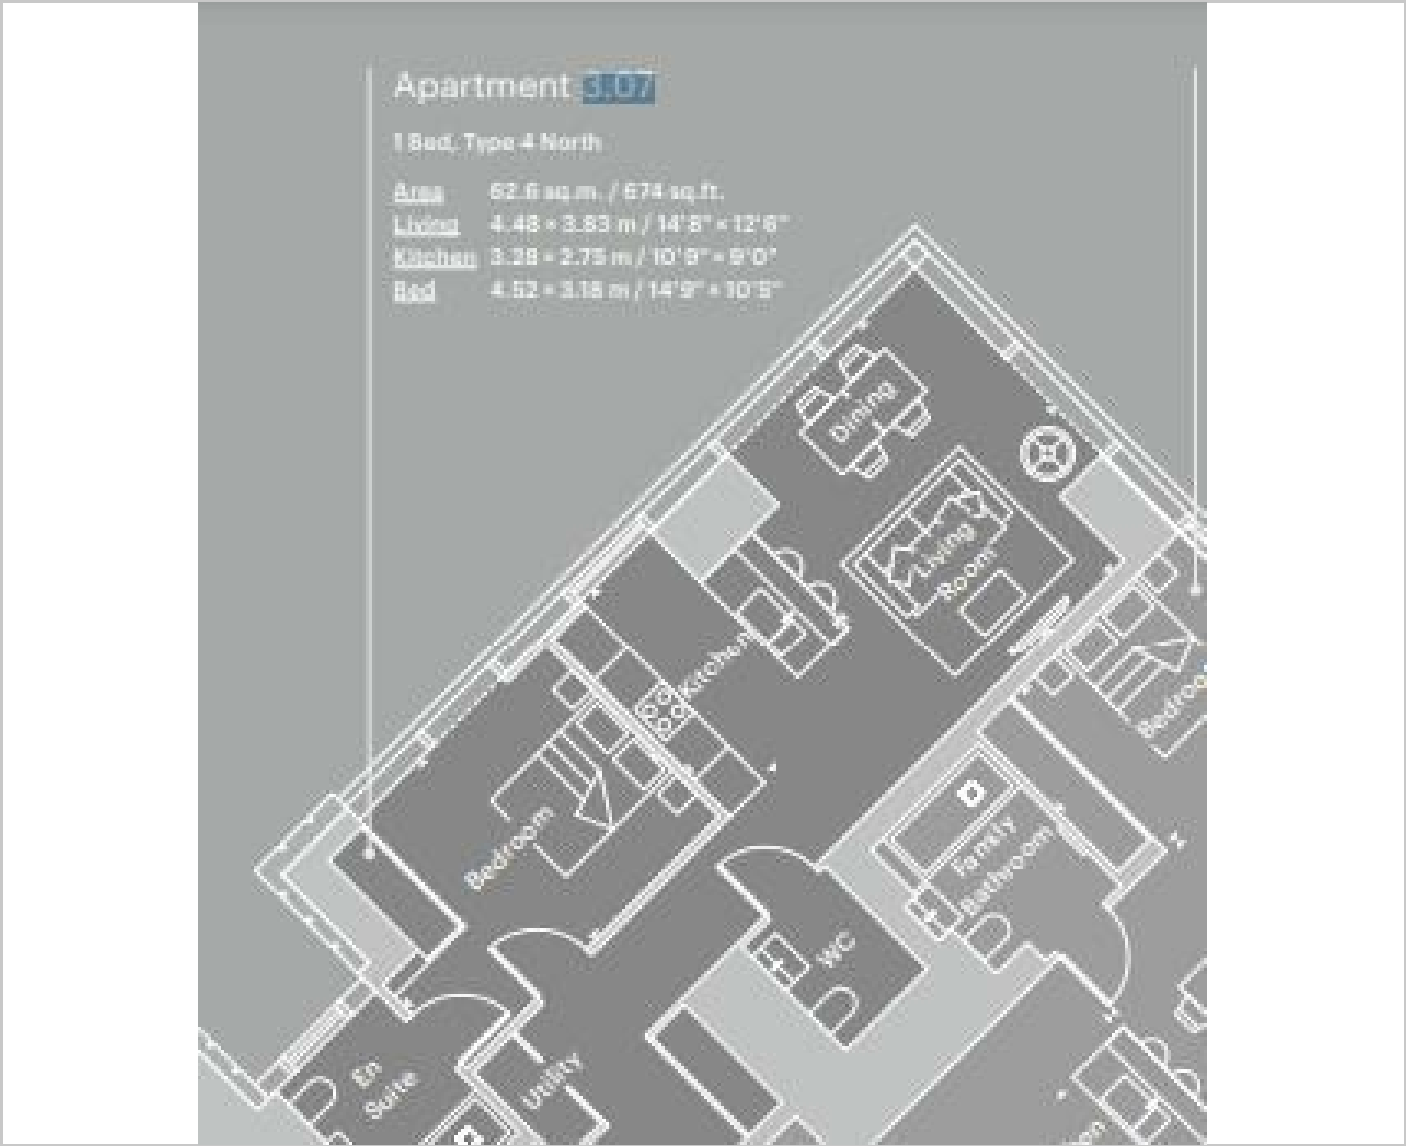 Apartment 3.07
1 Bed, Type 4 North
Area 62.6 sq.m. / 674 sq.ft.
Living 4.48 × 3.83 m / 14'8" × 12'6"
Kitchen 3.28 × 2.75 m / 10'9" × 9'0"
Bed 4.52 × 3.18 m / 14'9" × 10'5"
Dining
Living
Room
Kitchen
Bedroom
Family
Bathroom
Bedroom
WC
En
Suite
Utility